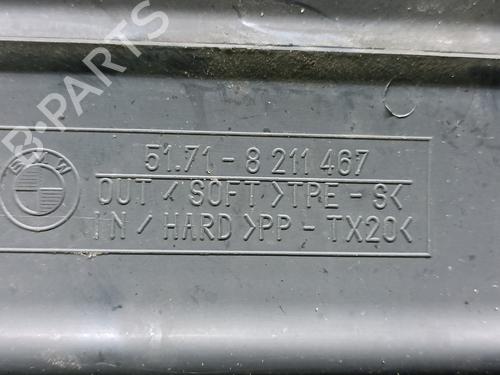 B-PARTS
BMW
51.71-8 211 467
OUT < SOFT >TPE-S<
IN / HARD >PP-TX20<